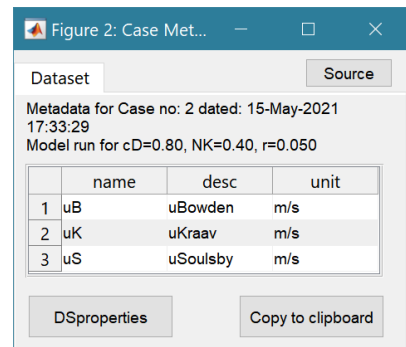 Figure 2: Case Met...
Dataset
Source
Metadata for Case no: 2 dated: 15-May-2021
17:33:29
Model run for cD=0.80, NK=0.40, r=0.050
name desc unit
1 uB uBowden m/s
2 uK uKraav m/s
3 uS uSoulsby m/s
DSproperties Copy to clipboard